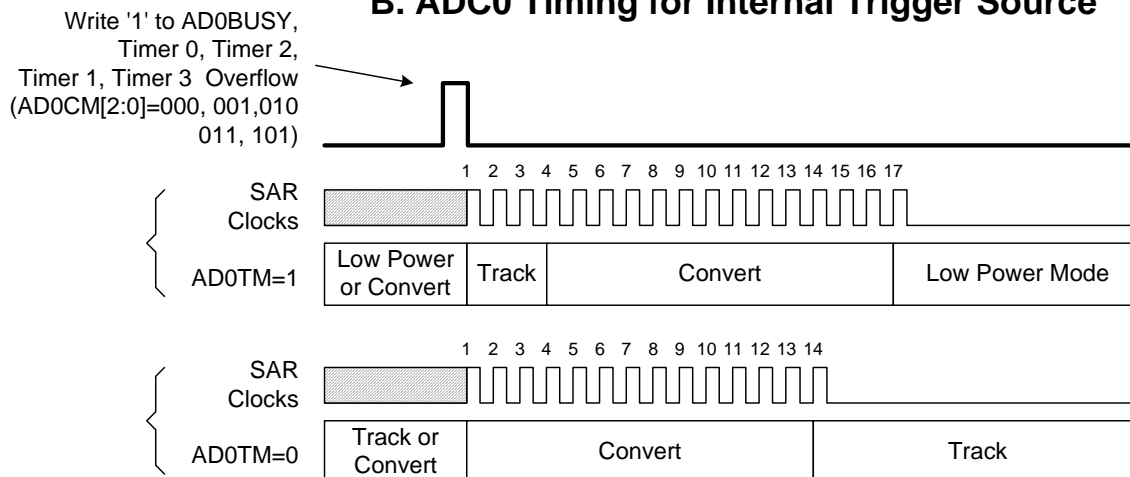 B. ADC0 Timing for Internal Trigger Source
Write '1' to AD0BUSY,
Timer 0, Timer 2,
Timer 1, Timer 3 Overflow
(AD0CM[2:0]=000, 001,010
011, 101)
1 2 3 4 5 6 7 8 9 10 11 12 13 14 15 16 17
SAR
Clocks
AD0TM=1
Low Power
or Convert
Track
Convert
Low Power Mode
1 2 3 4 5 6 7 8 9 10 11 12 13 14
SAR
Clocks
AD0TM=0
Track or
Convert
Convert
Track